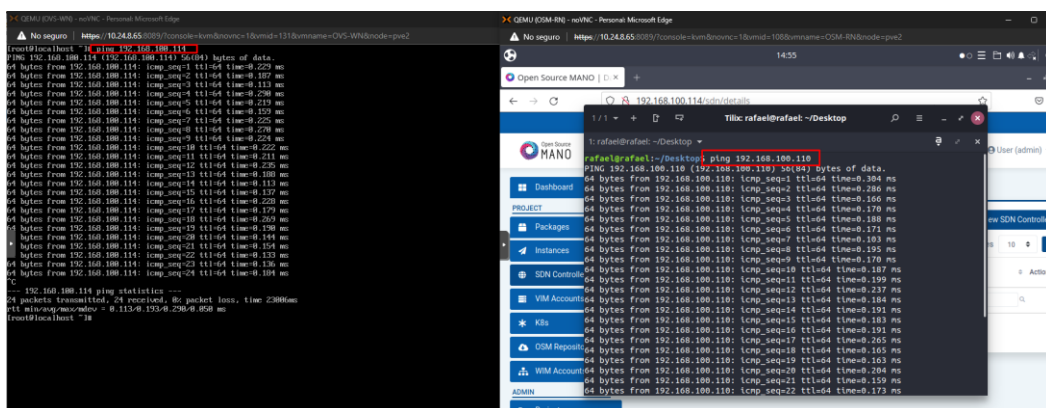 QEMU (OVS-WN) - noVNC - Personal: Microsoft Edge
No seguro | https://10.24.8.65:8089/?console=kvm&novnc=1&vmid=131&vmname=OVS-WN&node=pve2
[root@localhost ~]# ping 192.168.100.114
PING 192.168.100.114 (192.168.100.114) 56(84) bytes of data.
64 bytes from 192.168.100.114: icmp_seq=1 ttl=64 time=0.229 ms
64 bytes from 192.168.100.114: icmp_seq=2 ttl=64 time=0.187 ms
64 bytes from 192.168.100.114: icmp_seq=3 ttl=64 time=0.113 ms
64 bytes from 192.168.100.114: icmp_seq=4 ttl=64 time=0.290 ms
64 bytes from 192.168.100.114: icmp_seq=5 ttl=64 time=0.219 ms
64 bytes from 192.168.100.114: icmp_seq=6 ttl=64 time=0.159 ms
64 bytes from 192.168.100.114: icmp_seq=7 ttl=64 time=0.225 ms
64 bytes from 192.168.100.114: icmp_seq=8 ttl=64 time=0.270 ms
64 bytes from 192.168.100.114: icmp_seq=9 ttl=64 time=0.224 ms
64 bytes from 192.168.100.114: icmp_seq=10 ttl=64 time=0.222 ms
64 bytes from 192.168.100.114: icmp_seq=11 ttl=64 time=0.211 ms
64 bytes from 192.168.100.114: icmp_seq=12 ttl=64 time=0.235 ms
64 bytes from 192.168.100.114: icmp_seq=13 ttl=64 time=0.188 ms
64 bytes from 192.168.100.114: icmp_seq=14 ttl=64 time=0.113 ms
64 bytes from 192.168.100.114: icmp_seq=15 ttl=64 time=0.137 ms
64 bytes from 192.168.100.114: icmp_seq=16 ttl=64 time=0.228 ms
64 bytes from 192.168.100.114: icmp_seq=17 ttl=64 time=0.179 ms
64 bytes from 192.168.100.114: icmp_seq=18 ttl=64 time=0.269 ms
64 bytes from 192.168.100.114: icmp_seq=19 ttl=64 time=0.190 ms
64 bytes from 192.168.100.114: icmp_seq=20 ttl=64 time=0.144 ms
bytes from 192.168.100.114: icmp_seq=21 ttl=64 time=0.154 ms
bytes from 192.168.100.114: icmp_seq=22 ttl=64 time=0.133 ms
64 bytes from 192.168.100.114: icmp_seq=23 ttl=64 time=0.136 ms
64 bytes from 192.168.100.114: icmp_seq=24 ttl=64 time=0.184 ms
^C
--- 192.168.100.114 ping statistics ---
24 packets transmitted, 24 received, 0% packet loss, time 23006ms
rtt min/avg/max/mdev = 0.113/0.193/0.290/0.050 ms
[root@localhost ~]#
QEMU (OSM-RN) - noVNC - Personal: Microsoft Edge
No seguro | https://10.24.8.65:8089/?console=kvm&novnc=1&vmid=108&vmname=OSM-RN&node=pve2
14:55
Open Source MANO | D
192.168.100.114/sdn/details
1/1
Tilix: rafael@rafael: ~/Desktop
1: rafael@rafael: ~/Desktop
Open Source
MANO
User (admin)
Dashboard
PROJECT
Packages
Instances
SDN Controlle
VIM Accounts
K8s
OSM Reposito
WIM Account
ADMIN
ew SDN Controlle
10
Actio
rafael@rafael:~/Desktop$ ping 192.168.100.110
PING 192.168.100.110 (192.168.100.110) 56(84) bytes of data.
64 bytes from 192.168.100.110: icmp_seq=1 ttl=64 time=0.304 ms
64 bytes from 192.168.100.110: icmp_seq=2 ttl=64 time=0.286 ms
64 bytes from 192.168.100.110: icmp_seq=3 ttl=64 time=0.166 ms
64 bytes from 192.168.100.110: icmp_seq=4 ttl=64 time=0.170 ms
64 bytes from 192.168.100.110: icmp_seq=5 ttl=64 time=0.188 ms
64 bytes from 192.168.100.110: icmp_seq=6 ttl=64 time=0.171 ms
64 bytes from 192.168.100.110: icmp_seq=7 ttl=64 time=0.103 ms
64 bytes from 192.168.100.110: icmp_seq=8 ttl=64 time=0.195 ms
64 bytes from 192.168.100.110: icmp_seq=9 ttl=64 time=0.170 ms
64 bytes from 192.168.100.110: icmp_seq=10 ttl=64 time=0.187 ms
64 bytes from 192.168.100.110: icmp_seq=11 ttl=64 time=0.199 ms
64 bytes from 192.168.100.110: icmp_seq=12 ttl=64 time=0.237 ms
64 bytes from 192.168.100.110: icmp_seq=13 ttl=64 time=0.184 ms
64 bytes from 192.168.100.110: icmp_seq=14 ttl=64 time=0.191 ms
64 bytes from 192.168.100.110: icmp_seq=15 ttl=64 time=0.183 ms
64 bytes from 192.168.100.110: icmp_seq=16 ttl=64 time=0.191 ms
64 bytes from 192.168.100.110: icmp_seq=17 ttl=64 time=0.265 ms
64 bytes from 192.168.100.110: icmp_seq=18 ttl=64 time=0.165 ms
64 bytes from 192.168.100.110: icmp_seq=19 ttl=64 time=0.163 ms
64 bytes from 192.168.100.110: icmp_seq=20 ttl=64 time=0.204 ms
64 bytes from 192.168.100.110: icmp_seq=21 ttl=64 time=0.159 ms
64 bytes from 192.168.100.110: icmp_seq=22 ttl=64 time=0.173 ms